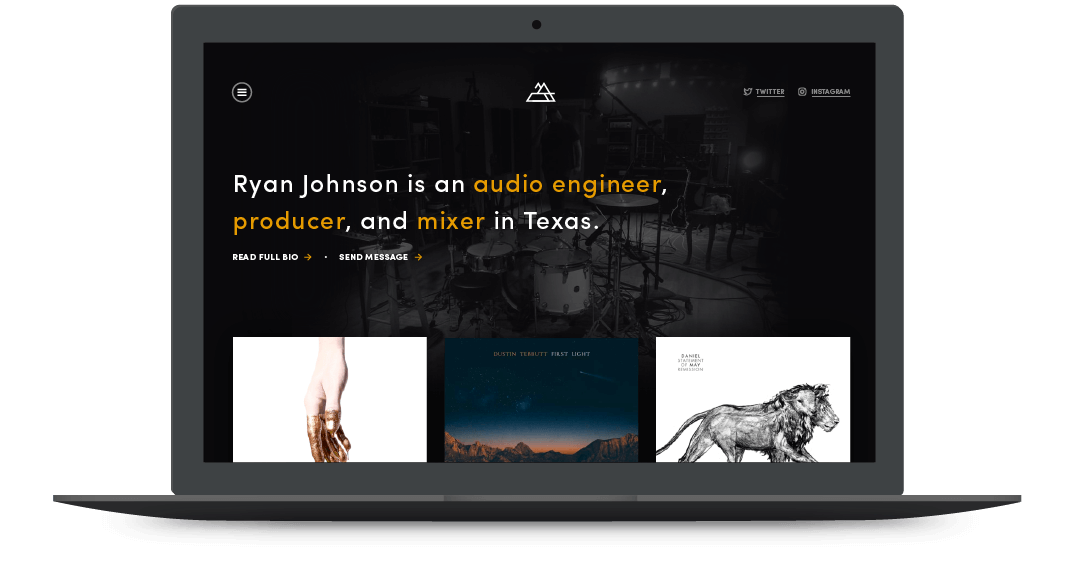 TWITTER INSTAGRAM
Ryan Johnson is an audio engineer,
producer, and mixer in Texas.
READ FULL BIO → · SEND MESSAGE →
DUSTIN TEBBUTT FIRST LIGHT
DANIEL
STATEMENT
OF MAY